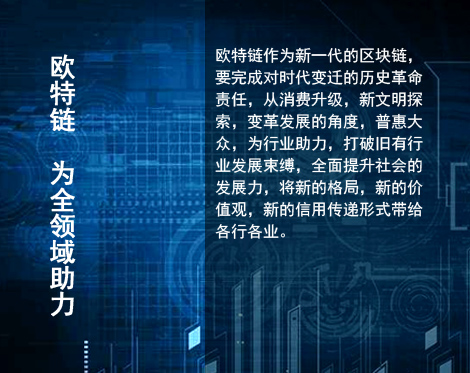 欧特链 为全领域助力
欧特链作为新一代的区块链，
要完成对时代变迁的历史革命
责任，从消费升级，新文明探
索，变革发展的角度，普惠大
众，为行业助力，打破旧有行
业发展束缚，全面提升社会的
发展力，将新的格局，新的价
值观，新的信用传递形式带给
各行各业。